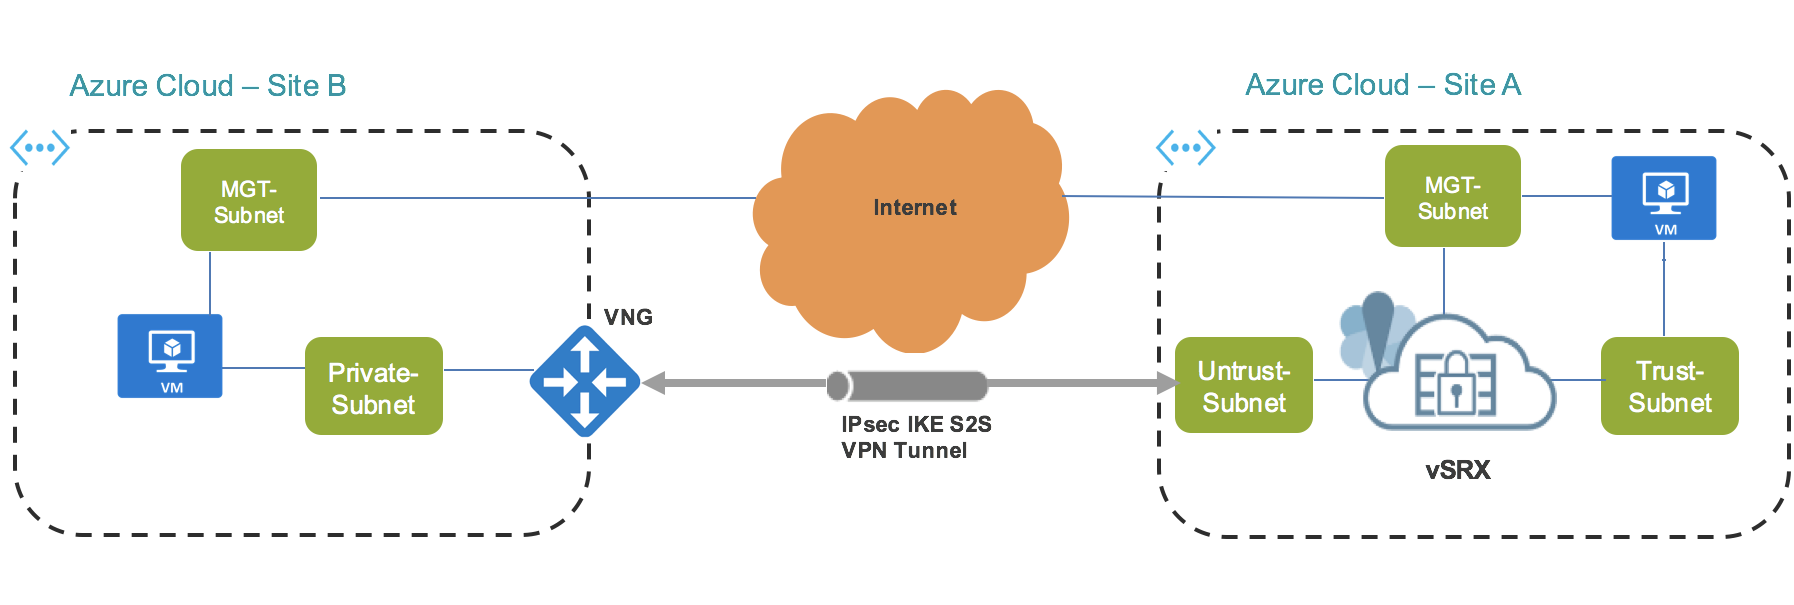 Azure Cloud – Site B
Azure Cloud – Site A
MGT-
Subnet
Internet
MGT-
Subnet
VM
VNG
VM
Private-
Subnet
Untrust-
Subnet
Trust-
Subnet
IPsec IKE S2S
VPN Tunnel
vSRX